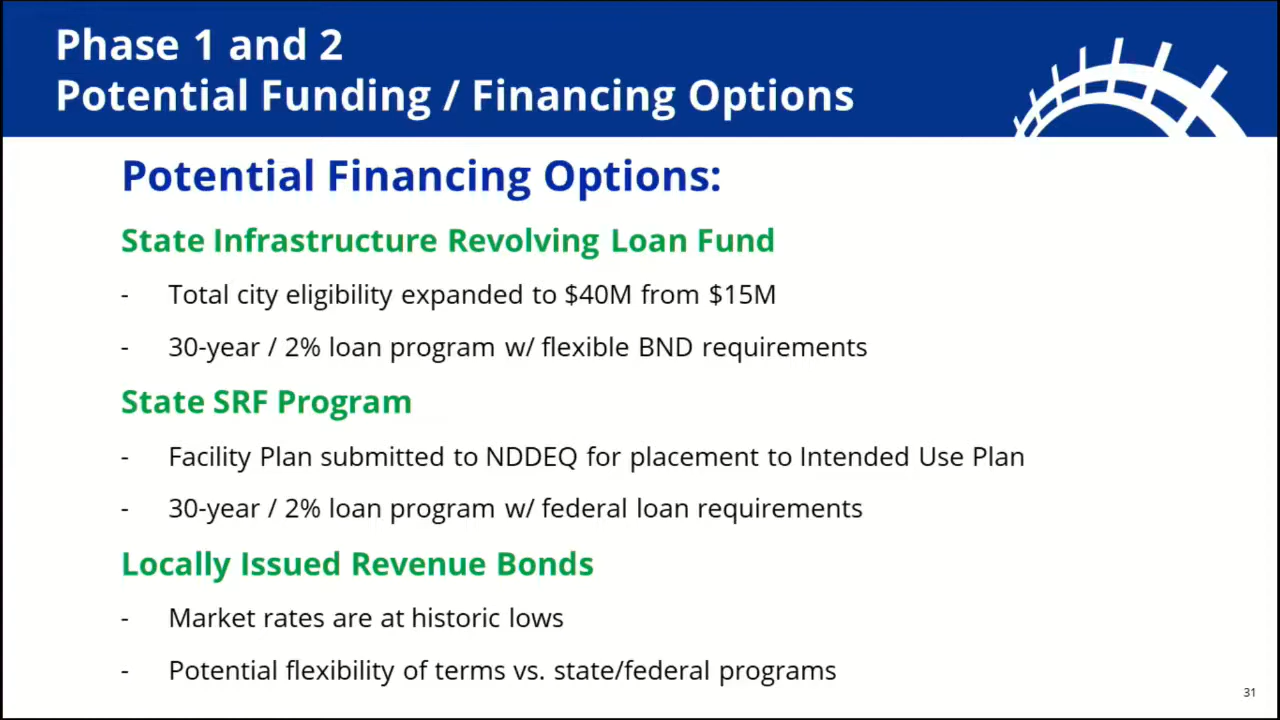 Phase 1 and 2
Potential Funding / Financing Options
Potential Financing Options:
State Infrastructure Revolving Loan Fund
- Total city eligibility expanded to $40M from $15M
- 30-year / 2% loan program w/ flexible BND requirements
State SRF Program
- Facility Plan submitted to NDDEQ for placement to Intended Use Plan
- 30-year / 2% loan program w/ federal loan requirements
Locally Issued Revenue Bonds
- Market rates are at historic lows
- Potential flexibility of terms vs. state/federal programs
31